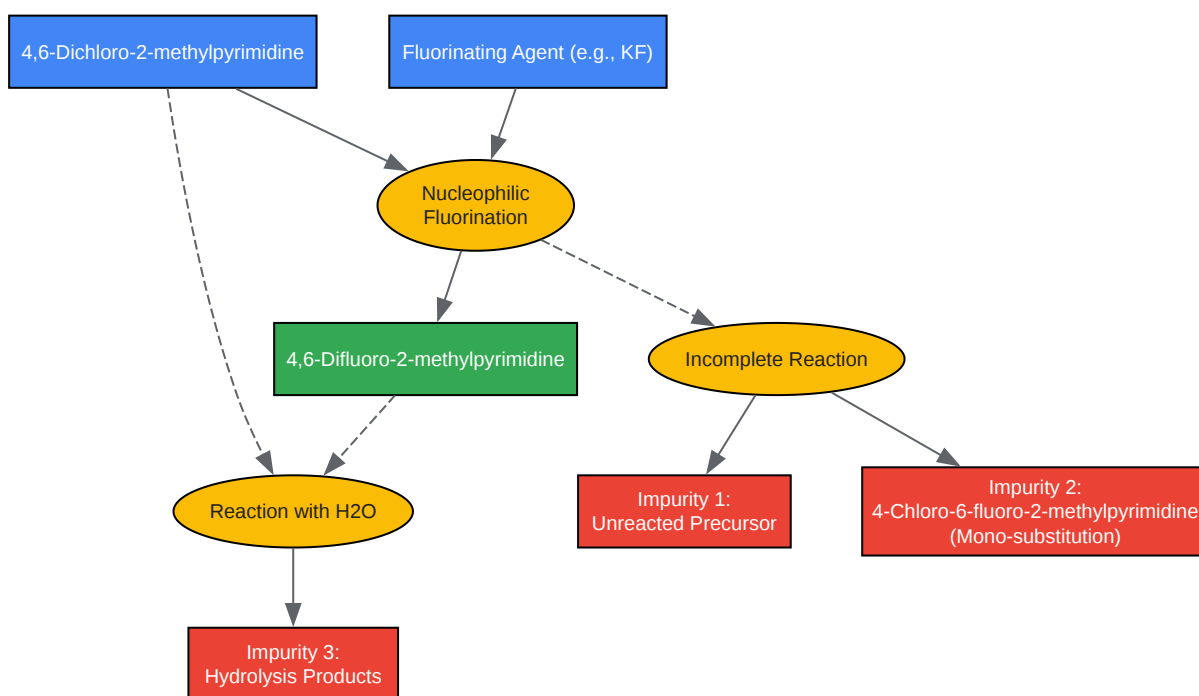 4,6-Dichloro-2-methylpyrimidine
Fluorinating Agent (e.g., KF)
Nucleophilic
Fluorination
4,6-Difluoro-2-methylpyrimidine
Incomplete Reaction
Reaction with H2O
Impurity 1:
Unreacted Precursor
Impurity 2:
4-Chloro-6-fluoro-2-methylpyrimidine
(Mono-substitution)
Impurity 3:
Hydrolysis Products